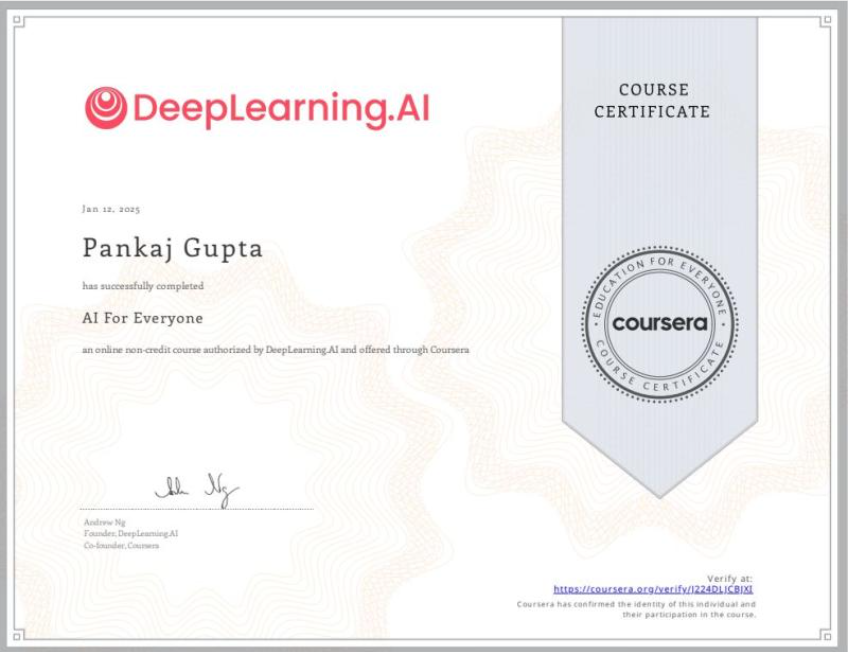 DeepLearning.AI
COURSE
CERTIFICATE
Jan 12, 2025
Pankaj Gupta
has successfully completed
AI For Everyone
an online non-credit course authorized by DeepLearning.AI and offered through Coursera
EDUCATION FOR EVERYONE
coursera
COURSE CERTIFICATE
Andrew Ng
Founder, DeepLearning.AI
Co-founder, Coursera
Verify at:
https://coursera.org/verify/J224DLJCBJXI
Coursera has confirmed the identity of this individual and
their participation in the course.